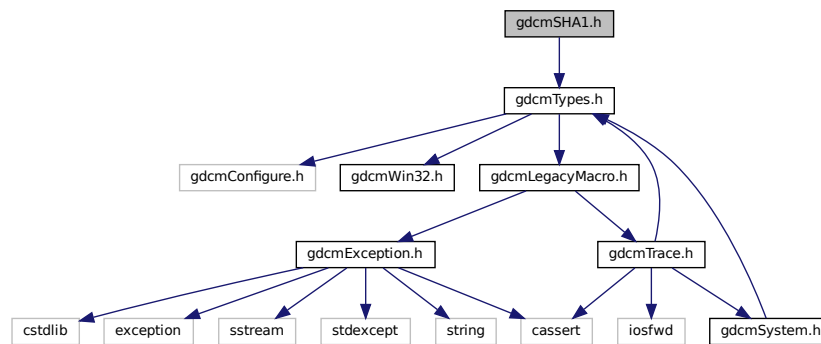 gdcmSHA1.h
gdcmTypes.h
gdcmConfigure.h
gdcmWin32.h
gdcmLegacyMacro.h
gdcmException.h
gdcmTrace.h
cstdlib
exception
sstream
stdexcept
string
cassert
iosfwd
gdcmSystem.h